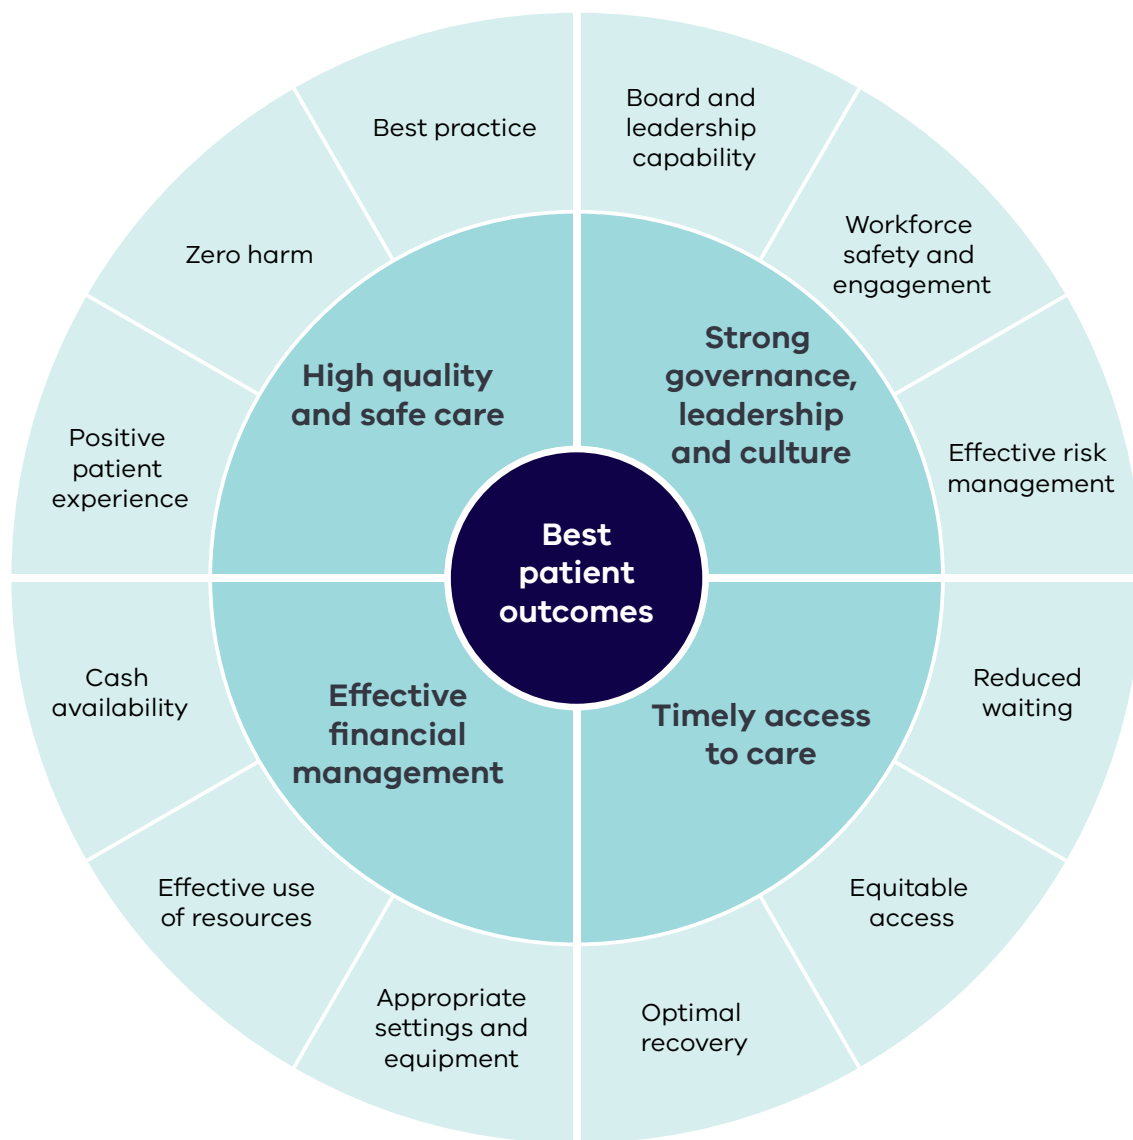 Best practice
Board and
leadership
capability
Zero harm
Workforce
safety and
engagement
Positive
patient
experience
High quality
and safe care
Strong
governance,
leadership
and culture
Effective risk
management
Best
patient
outcomes
Cash
availability
Effective
financial
management
Timely access
to care
Reduced
waiting
Effective use
of resources
Equitable
access
Appropriate
settings and
equipment
Optimal
recovery